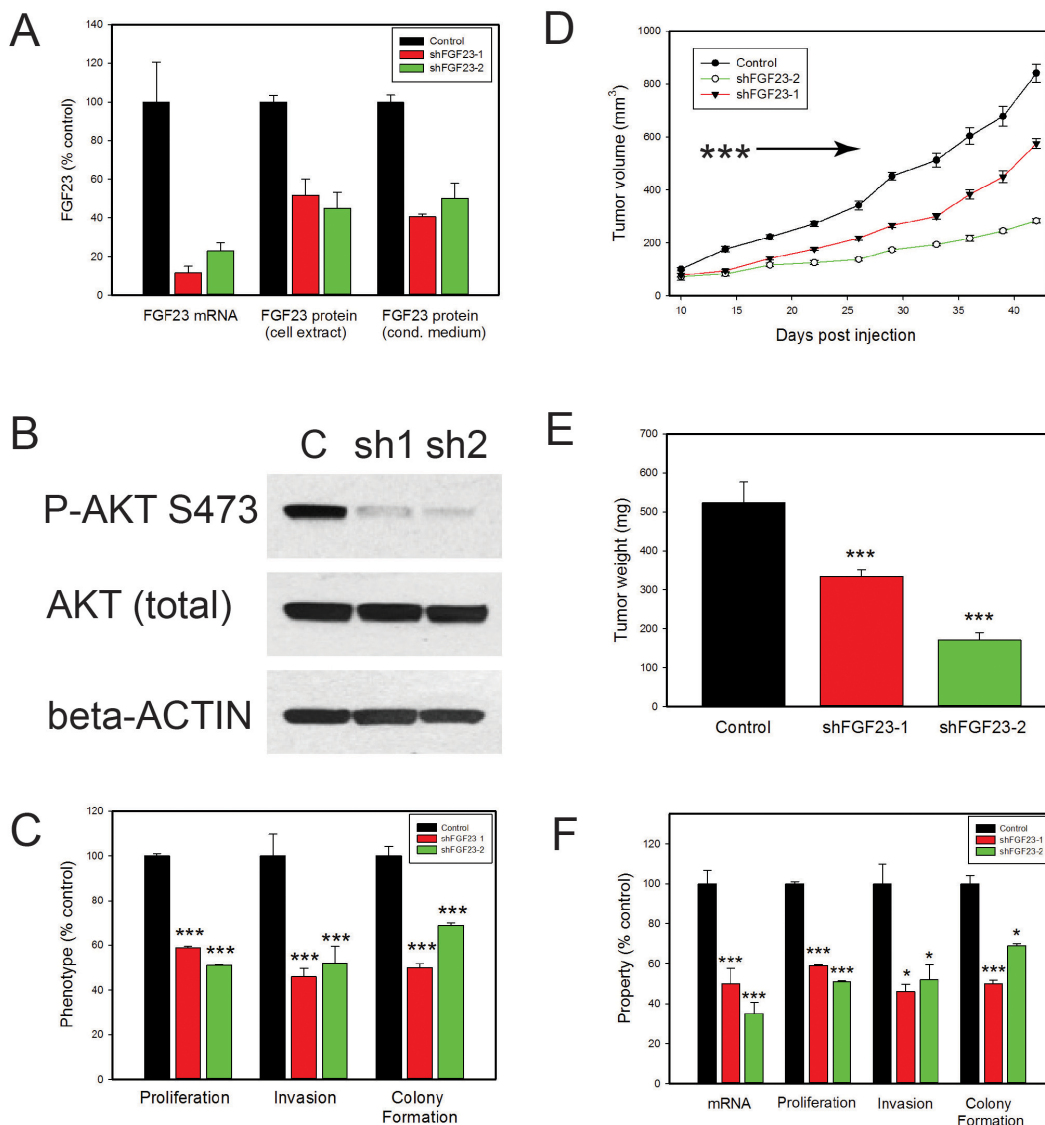 A
FGF23 (% control)
140
120
100
80
60
40
20
0
Control
shFGF23-1
shFGF23-2
FGF23 mRNA
FGF23 protein
(cell extract)
FGF23 protein
(cond. medium)
B
C sh1 sh2
P-AKT S473
AKT (total)
beta-ACTIN
C
Phenotype (% control)
120
100
80
60
40
20
0
Control
shFGF23-1
shFGF23-2
***
***
***
***
***
***
Proliferation
Invasion
Colony
Formation
D
Tumor volume (mm³)
1000
800
600
400
200
0
Control
shFGF23-2
shFGF23-1
***
10 15 20 25 30 35 40
Days post injection
E
Tumor weight (mg)
700
600
500
400
300
200
100
0
***
***
Control
shFGF23-1
shFGF23-2
F
Property (% control)
120
100
80
60
40
20
0
Control
shFGF23-1
shFGF23-2
***
***
***
***
*
*
***
*
mRNA
Proliferation
Invasion
Colony
Formation